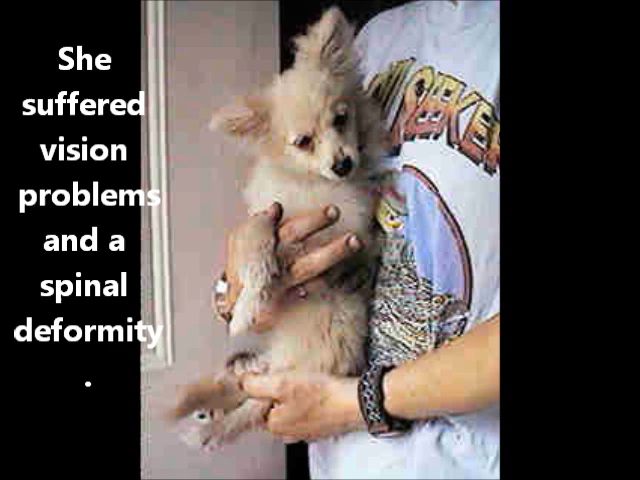 She
suffered
vision
problems
and a
spinal
deformity
.